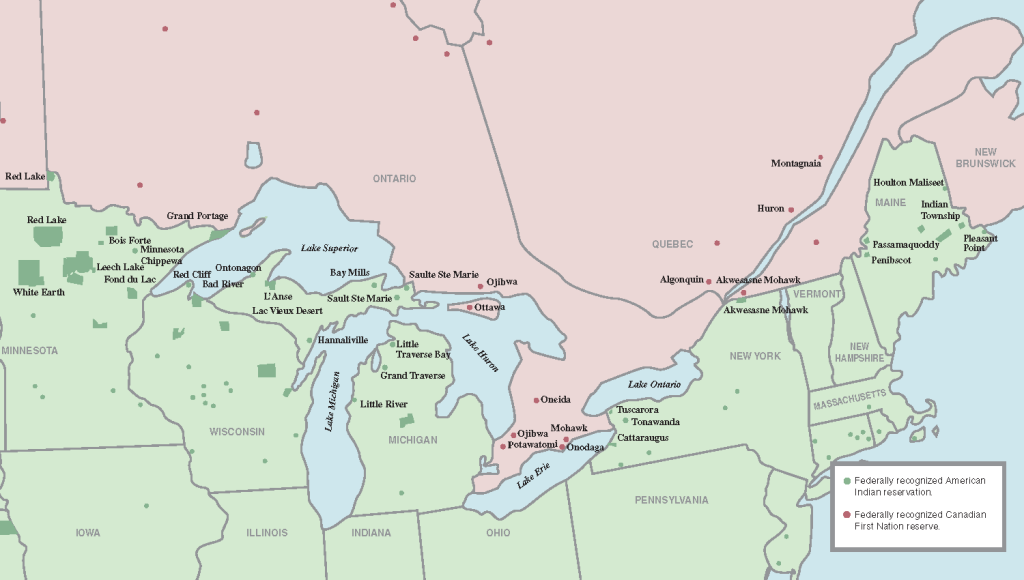 Montagnaia
NEW
BRUNSWICK
Red Lake
ONTARIO
Houlton Maliseet
MAINE
Indian
Township
Huron
Red Lake
Grand Portage
Bois Forte
Minnesota
Chippewa
Lake Superior
QUEBEC
Passamaquoddy
Pleasant
Point
Penibscot
Leech Lake
Fond du Lac
Red Cliff
Ontonagon
Bad River
Bay Mills
Saulte Ste Marie
Ojibwa
Algonquin
Akwesasne Mohawk
White Earth
L'Anse
Sault Ste Marie
Lac Vieux Desert
Ottawa
Akwesasne Mohawk
VERMONT
MINNESOTA
Hannaliville
Little
Traverse Bay
Lake Huron
Grand Traverse
NEW YORK
NEW
HAMPSHIRE
Lake Michigan
Lake Ontario
Little River
Oneida
MASSACHUSETTS
WISCONSIN
MICHIGAN
Ojibwa
Mohawk
Potawatomi
Onodaga
Tuscarora
Tonawanda
Cattaraugus
Lake Erie
PENNSYLVANIA
IOWA
ILLINOIS
INDIANA
OHIO
Federally recognized American
Indian reservation.
Federally recognized Canadian
First Nation reserve.